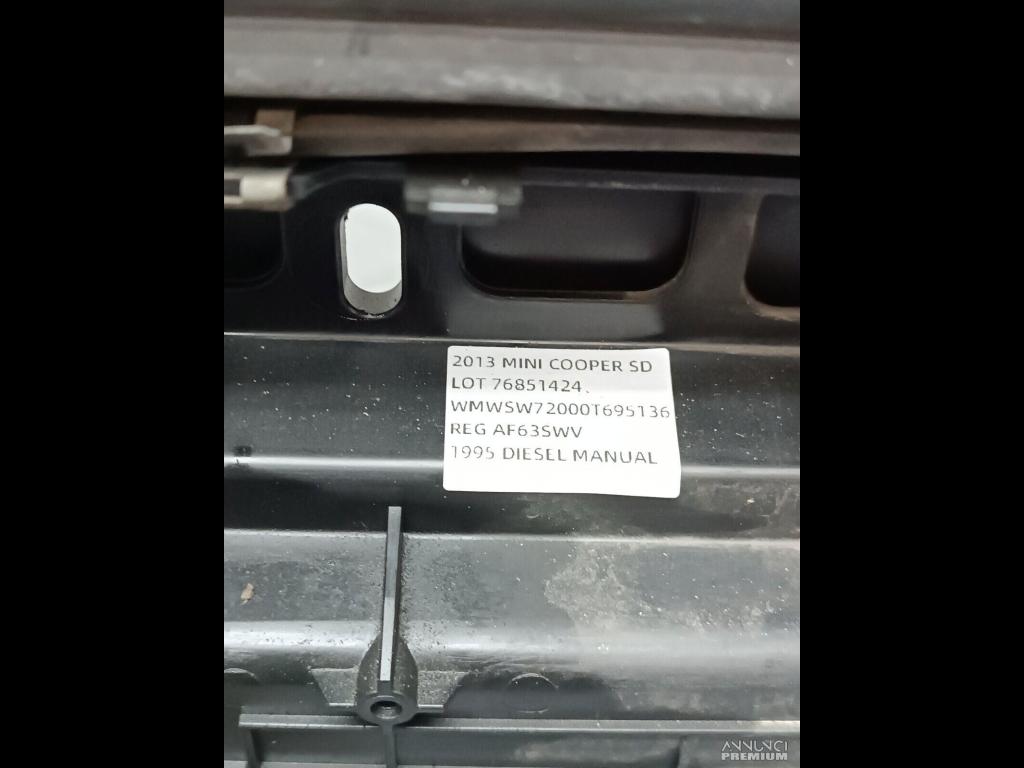 2013 MINI COOPER SD
LOT 76851424
WMWSW72000T695136
REG AF63SWV
1995 DIESEL MANUAL
ANNUNCI
PREMIUM